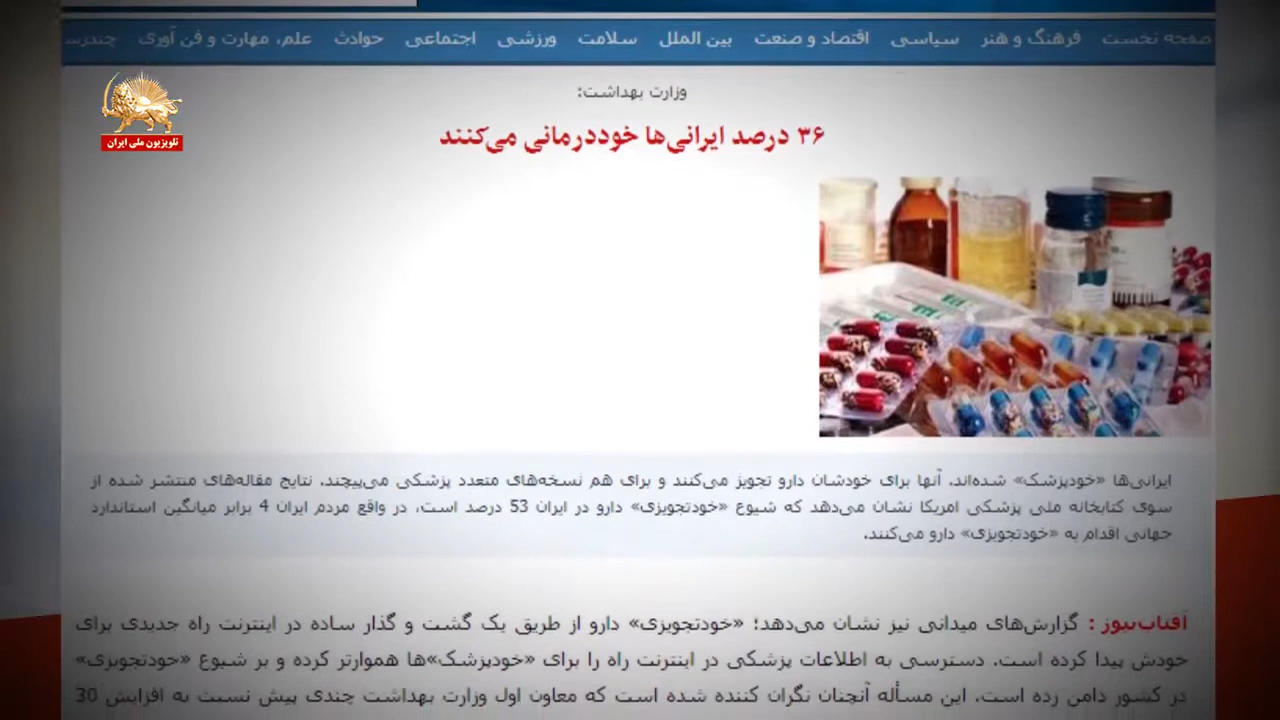 صفحه نخست فرهنگ و هنر سیاسی اقتصاد و صنعت بین الملل سلامت ورزشی اجتماعی حوادث علم، مهارت و فن آوری چندرس
تلویزیون ملی ایران
وزارت بهداشت:
۳۶ درصد ایرانی‌ها خوددرمانی می‌کنند
ایرانی‌ها «خودپزشک» شده‌اند، آنها برای خودشان دارو تجویز می‌کنند و برای هم نسخه‌های متعدد پزشکی می‌پیچند، نتایج مقاله‌های منتشر شده از
سوی کتابخانه ملی پزشکی امریکا نشان می‌دهد که شیوع «خودتجویزی» دارو در ایران 53 درصد است، در واقع مردم ایران 4 برابر میانگین استاندارد
جهانی اقدام به «خودتجویزی» دارو می‌کنند.
آفتاب‌‌نیوز : گزارش‌های میدانی نیز نشان می‌دهد؛ «خودتجویزی» دارو از طریق یک گشت و گذار ساده در اینترنت راه جدیدی برای
خودش پیدا کرده است. دسترسی به اطلاعات پزشکی در اینترنت راه را برای «خودپزشک»ها هموارتر کرده و بر شیوع «خودتجویزی»
در کشور دامن زده است. این مسأله آنچنان نگران کننده شده است که معاون اول وزارت بهداشت چندی پیش نسبت به افزایش 30